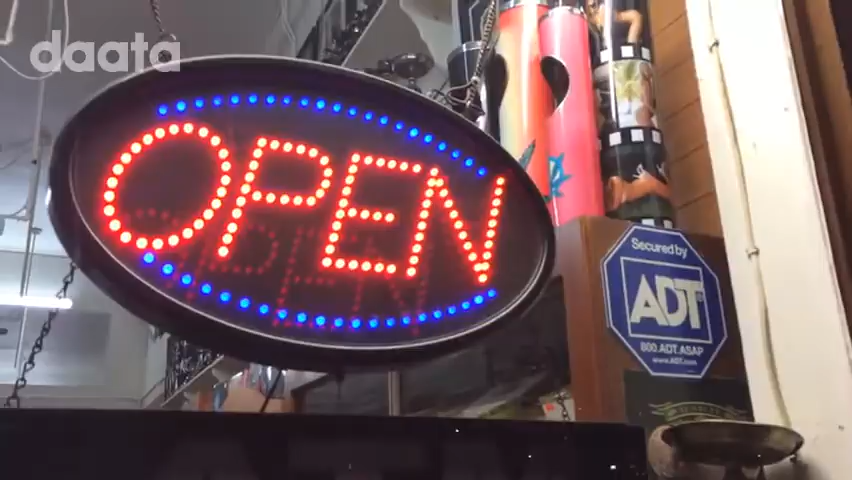 daata
OPEN
Secured by
ADT
800.ADT.ASAP
www.ADT.com